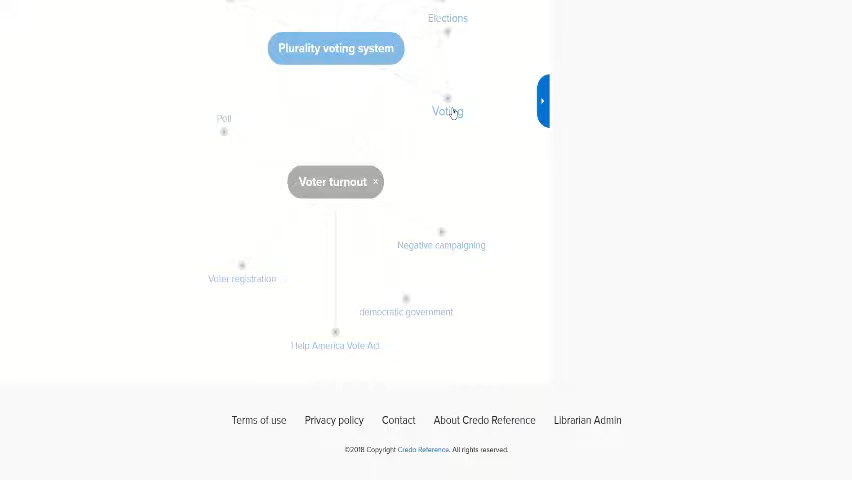 Elections
Plurality voting system
Voting
Poll
Voter turnout ×
Negative campaigning
Voter registration
democratic government
Help America Vote Act
Terms of use Privacy policy Contact About Credo Reference Librarian Admin
©2018 Copyright Credo Reference. All rights reserved.